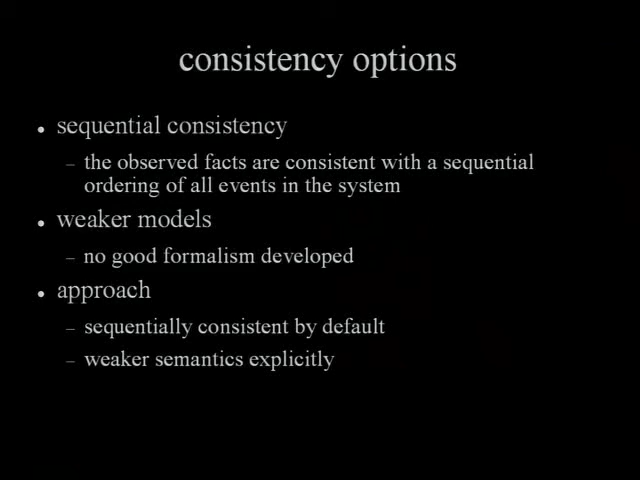 consistency options
• sequential consistency
– the observed facts are consistent with a sequential
ordering of all events in the system
• weaker models
– no good formalism developed
• approach
– sequentially consistent by default
– weaker semantics explicitly